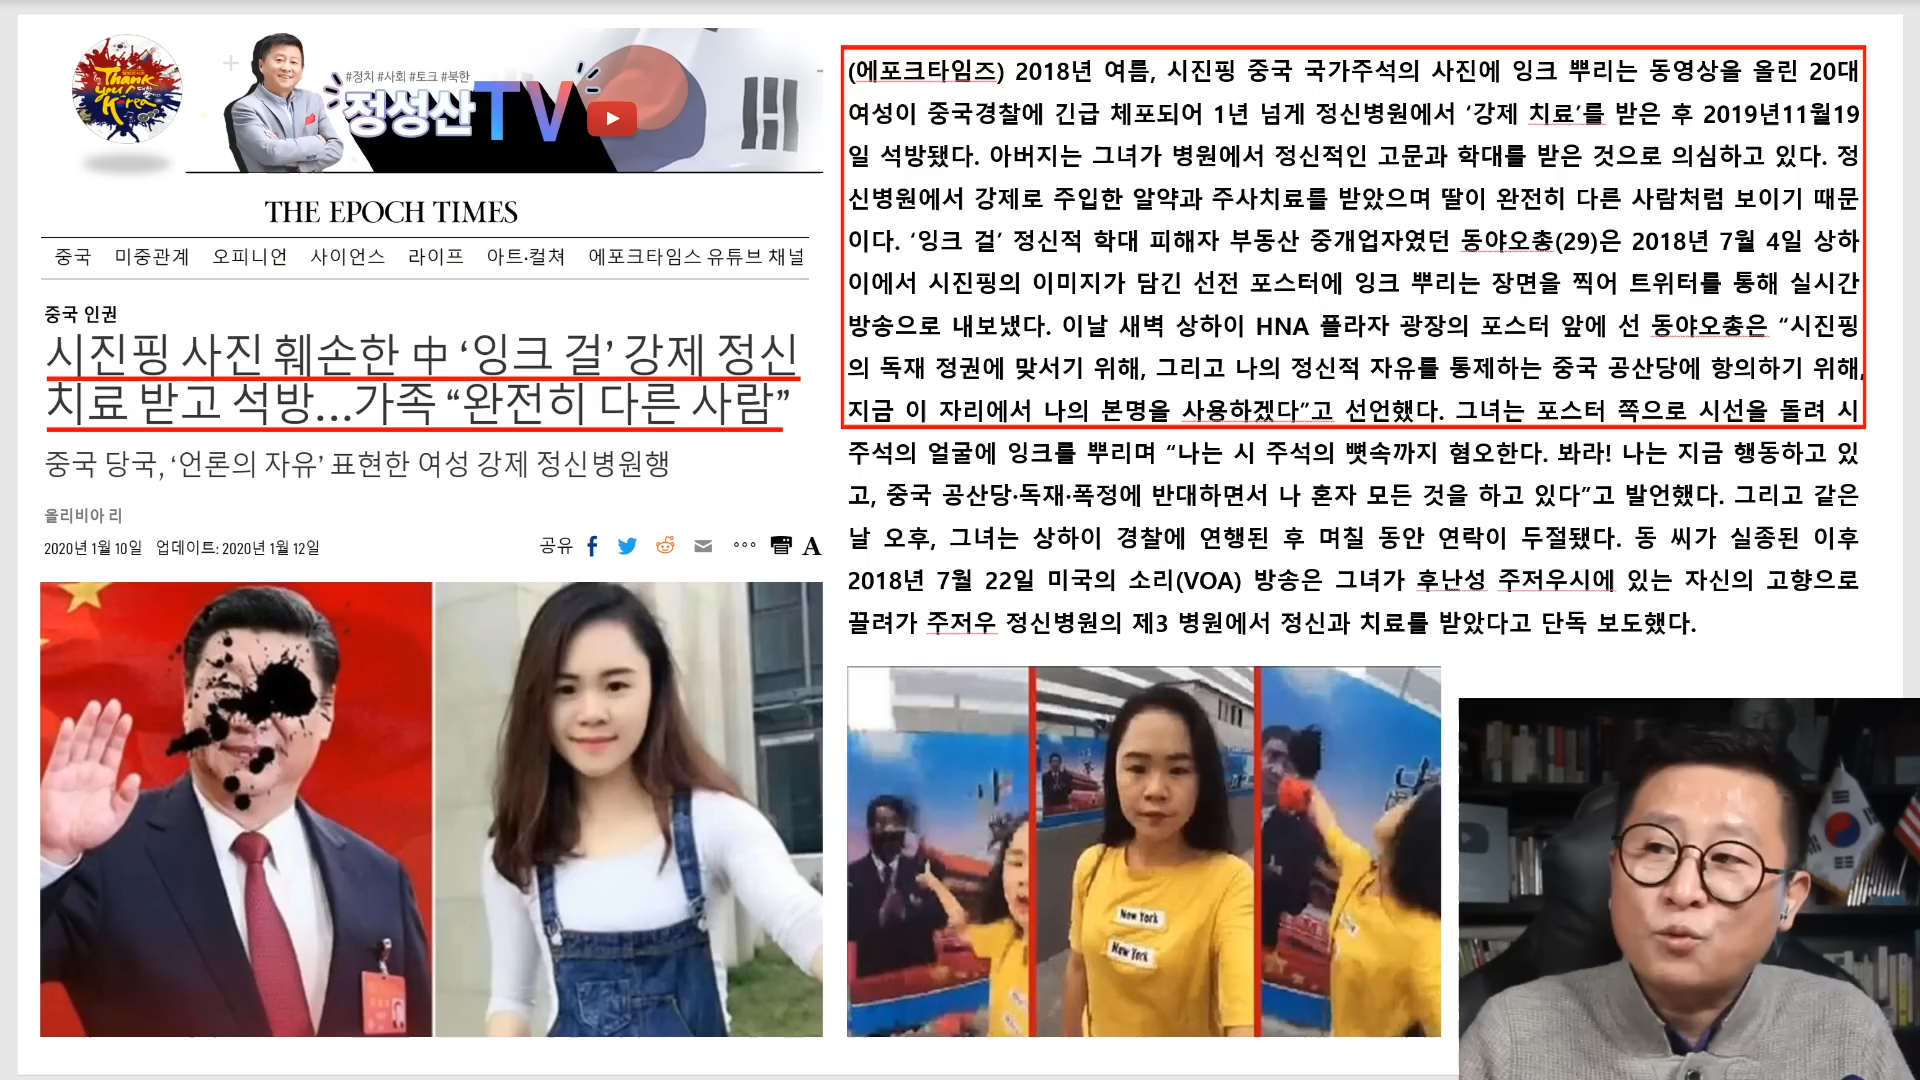 Thank
you
Korea
#정치 #사회 #토크 #북한
정성산TV
THE EPOCH TIMES
중국 미중관계 오피니언 사이언스 라이프 아트·컬쳐 에포크타임스 유튜브 채널
중국 인권
시진핑 사진 훼손한 中 ‘잉크 걸’ 강제 정신
치료 받고 석방…가족 “완전히 다른 사람”
중국 당국, ‘언론의 자유’ 표현한 여성 강제 정신병원행
올리비아 리
2020년 1월 10일 업데이트: 2020년 1월 12일
공유
A
(에포크타임즈) 2018년 여름, 시진핑 중국 국가주석의 사진에 잉크 뿌리는 동영상을 올린 20대
여성이 중국경찰에 긴급 체포되어 1년 넘게 정신병원에서 ‘강제 치료’를 받은 후 2019년11월19
일 석방됐다. 아버지는 그녀가 병원에서 정신적인 고문과 학대를 받은 것으로 의심하고 있다. 정
신병원에서 강제로 주입한 알약과 주사치료를 받았으며 딸이 완전히 다른 사람처럼 보이기 때문
이다. ‘잉크 걸’ 정신적 학대 피해자 부동산 중개업자였던 동야오총(29)은 2018년 7월 4일 상하
이에서 시진핑의 이미지가 담긴 선전 포스터에 잉크 뿌리는 장면을 찍어 트위터를 통해 실시간
방송으로 내보냈다. 이날 새벽 상하이 HNA 플라자 광장의 포스터 앞에 선 동야오총은 “시진핑
의 독재 정권에 맞서기 위해, 그리고 나의 정신적 자유를 통제하는 중국 공산당에 항의하기 위해,
지금 이 자리에서 나의 본명을 사용하겠다”고 선언했다. 그녀는 포스터 쪽으로 시선을 돌려 시
주석의 얼굴에 잉크를 뿌리며 “나는 시 주석의 뼛속까지 혐오한다. 봐라! 나는 지금 행동하고 있
고, 중국 공산당·독재·폭정에 반대하면서 나 혼자 모든 것을 하고 있다”고 발언했다. 그리고 같은
날 오후, 그녀는 상하이 경찰에 연행된 후 며칠 동안 연락이 두절됐다. 동 씨가 실종된 이후
2018년 7월 22일 미국의 소리(VOA) 방송은 그녀가 후난성 주저우시에 있는 자신의 고향으로
끌려가 주저우 정신병원의 제3 병원에서 정신과 치료를 받았다고 단독 보도했다.
New York
New York